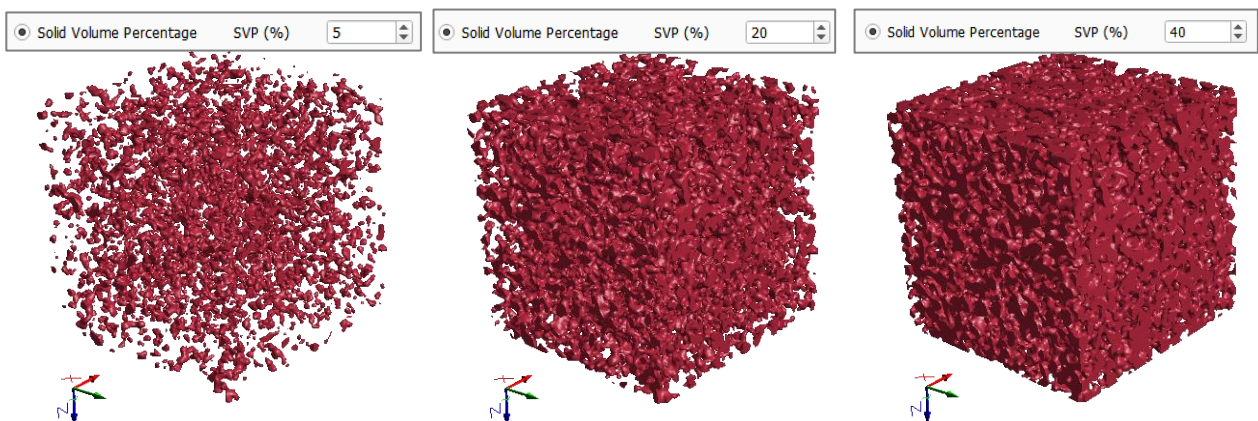 Solid Volume Percentage SVP (%) 5
Solid Volume Percentage SVP (%) 20
Solid Volume Percentage SVP (%) 40
X
Z
X
Z
X
Z